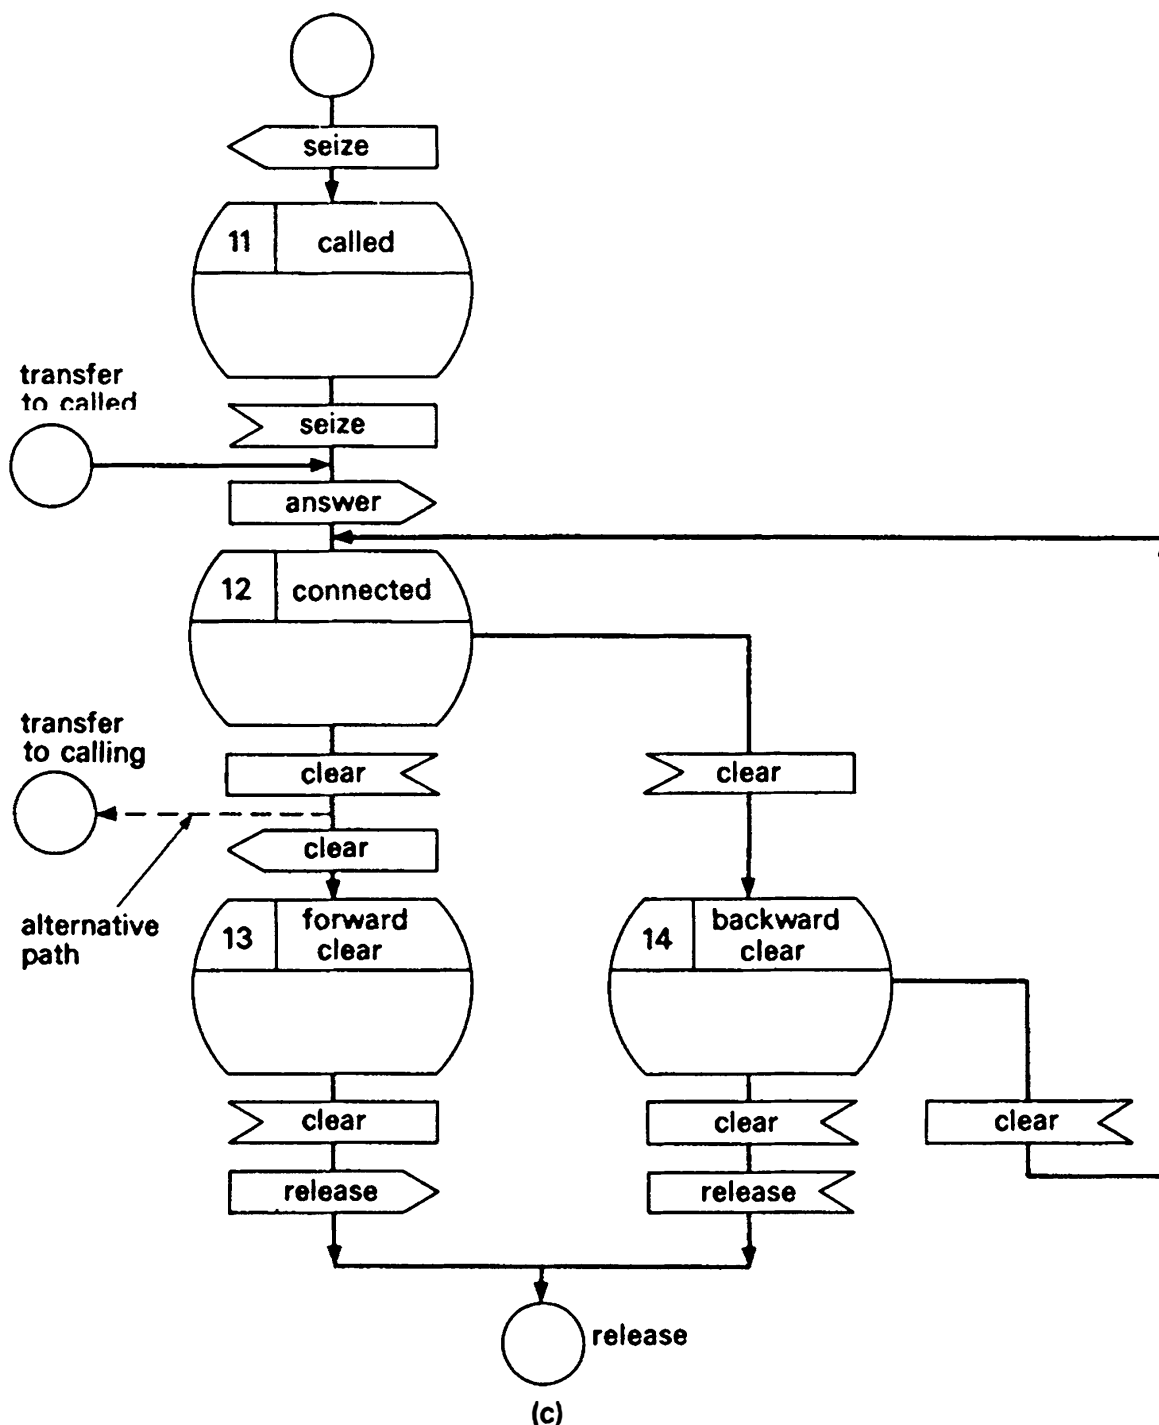 seize
11 called
transfer
to called
seize
answer
12 connected
transfer
to calling
clear
clear
clear
alternative
path
13 forward
clear
14 backward
clear
clear
clear
clear
release
release
release
(c)